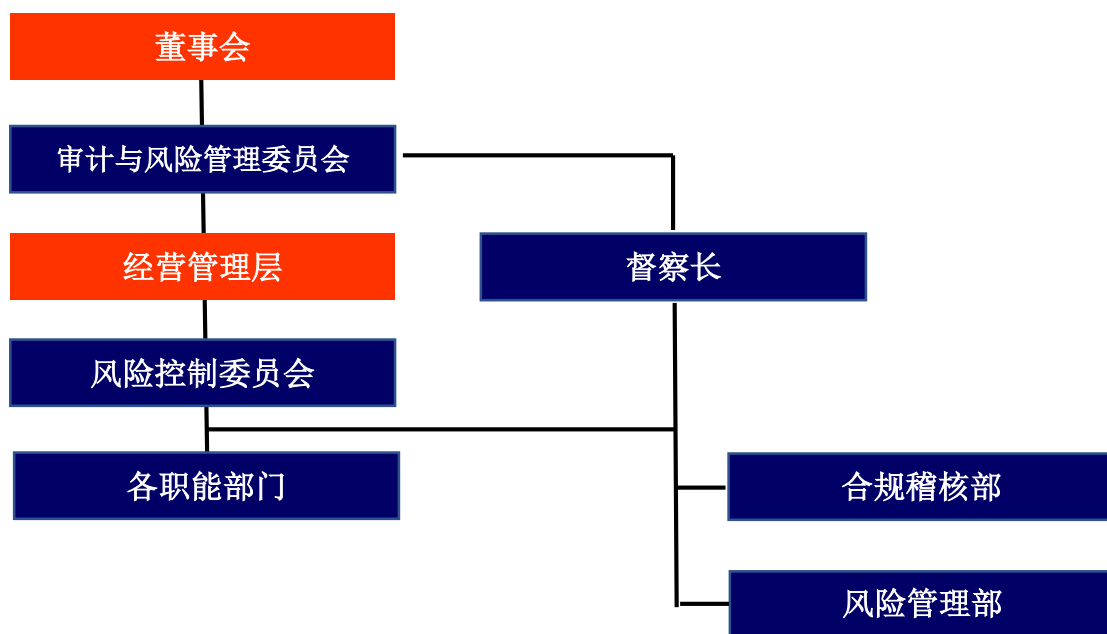 董事会
审计与风险管理委员会
经营管理层
督察长
风险控制委员会
各职能部门
合规稽核部
风险管理部